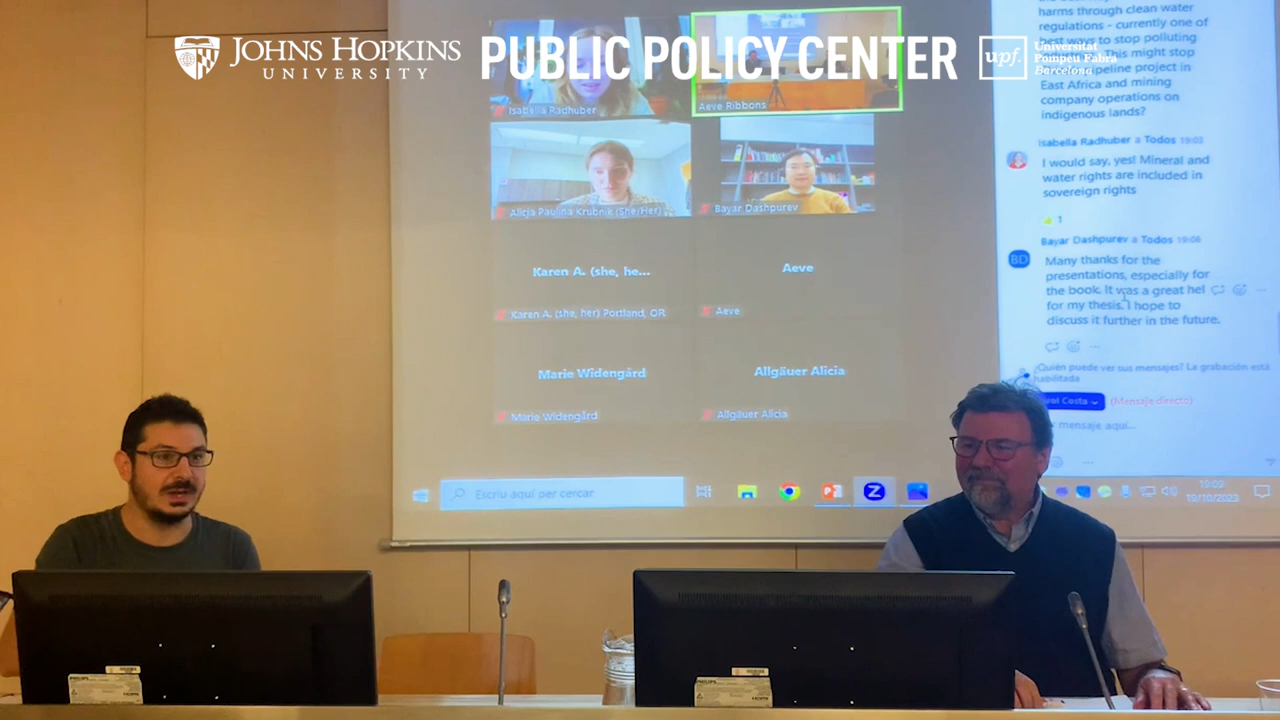 JOHNS HOPKINS
UNIVERSITY
PUBLIC POLICY CENTER
upf.
Universitat
Pompeu Fabra
Barcelona
Isabella Radhuber
Aeve Ribbons
Alicja Paulina Krubnik (She/Her)
Bayar Dashpurev
Karen A. (she, he...
Aeve
Karen A. (she, her) Portland, OR
Aeve
Marie Widengård
Allgäuer Alicia
Marie Widengård
Allgäuer Alicia
harms through clean water
regulations - currently one of
best ways to stop polluting
This might stop
pipeline project in
East Africa and mining
company operations on
indigenous lands?
Isabella Radhuber a Todos 19:03
I would say, yes! Mineral and
water rights are included in
sovereign rights
1
Bayar Dashpurev a Todos 19:06
BD
Many thanks for the
presentations, especially for
the book. It was a great hel
for my thesis. I hope to
discuss it further in the future.
¿Quién puede ver sus mensajes? La grabación está
habilitada
Costa
(Mensaje directo)
mensaje aquí...
Escriu aquí per cercar
19:09
19/10/2023
PHILIPS
PHILIPS